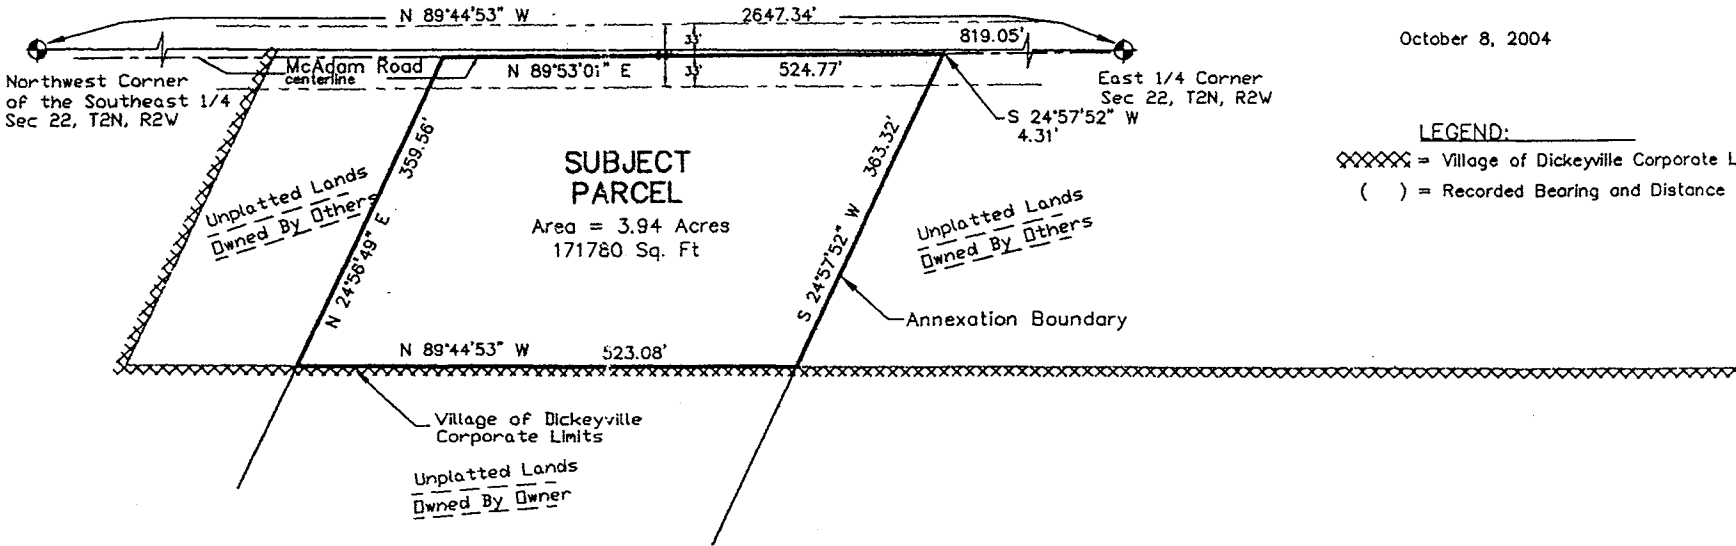 N 89°44'53" W
2647.34'
33'
819.05'
October 8, 2004
Northwest Corner
of the Southeast 1/4
Sec 22, T2N, R2W
McAdam Road
centerline
N 89°53'01" E
33'
524.77'
East 1/4 Corner
Sec 22, T2N, R2W
S 24°57'52" W
4.31'
LEGEND:
= Village of Dickeyville Corporate L
( ) = Recorded Bearing and Distance
Unplatted Lands
Owned By Others
359.56'
N 24°56'49" E
SUBJECT
PARCEL
Area = 3.94 Acres
171780 Sq. Ft
363.32'
S 24°57'52" W
Unplatted Lands
Owned By Others
Annexation Boundary
N 89°44'53" W
523.08'
Village of Dickeyville
Corporate Limits
Unplatted Lands
Owned By Owner